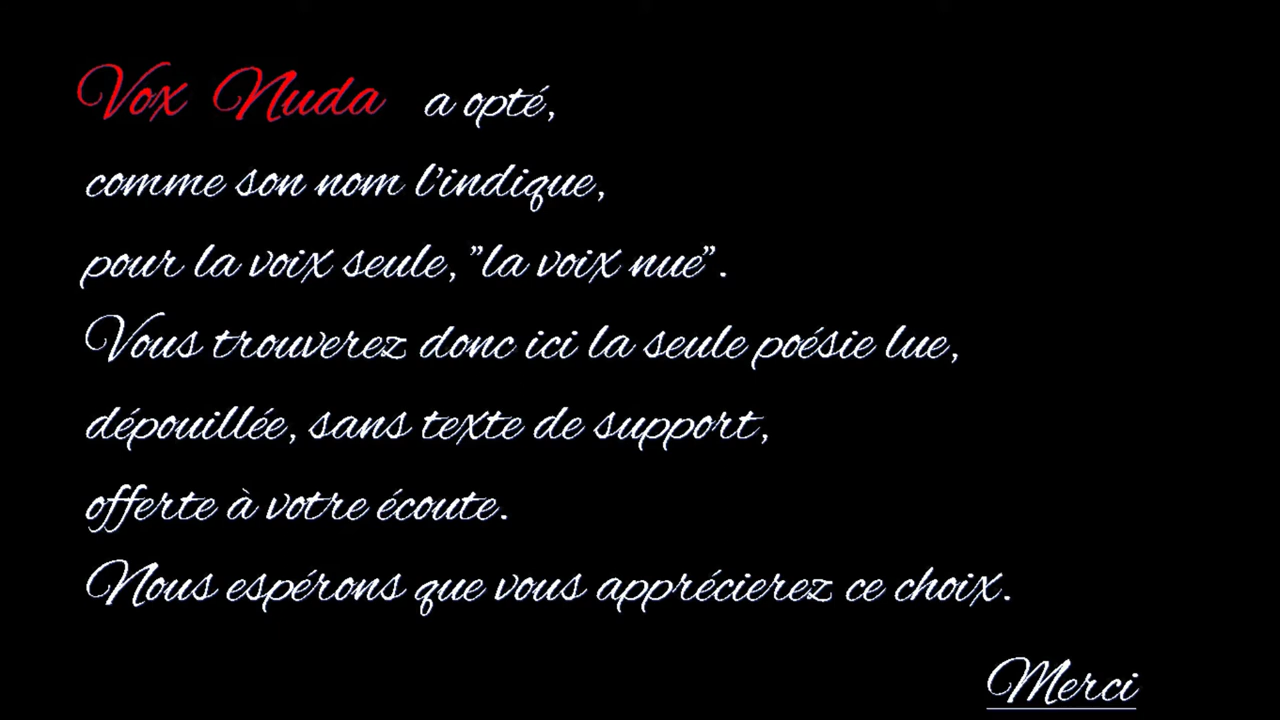 Vox Nuda a opté,
comme son nom l'indique,
pour la voix seule, "la voix nue".
Vous trouverez donc ici la seule poésie lue,
dépouillée, sans texte de support,
offerte à votre écoute.
Nous espérons que vous apprécierez ce choix.
Merci